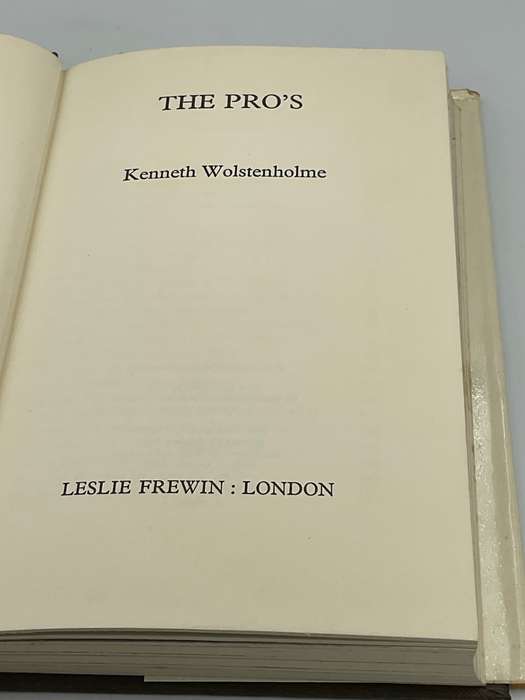 THE PRO'S
Kenneth Wolstenholme
LESLIE FREWIN : LONDON